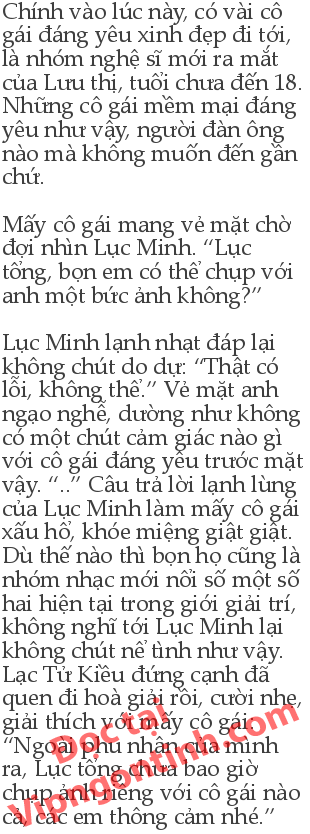 Chính vào lúc này, có vài cô
gái đáng yêu xinh đẹp đi tới,
là nhóm nghệ sĩ mới ra mắt
của Lưu thị, tuổi chưa đến 18.
Những cô gái mềm mại đáng
yêu như vậy, người đàn ông
nào mà không muốn đến gần
chứ.
Mấy cô gái mang vẻ mặt chờ
đợi nhìn Lục Minh. “Lục
tổng, bọn em có thể chụp với
anh một bức ảnh không?”
Lục Minh lạnh nhạt đáp lại
không chút do dự: “Thật có
lỗi, không thể.” Vẻ mặt anh
ngạo nghễ, dường như không
có một chút cảm giác nào gì
với cô gái đáng yêu trước mặt
vậy. “..” Câu trả lời lạnh lùng
của Lục Minh làm mấy cô gái
xấu hổ, khóe miệng giật giật.
Dù thế nào thì bọn họ cũng là
nhóm nhạc mới nổi số một số
hai hiện tại trong giới giải trí,
không nghĩ tới Lục Minh lại
không chút nể tình như vậy.
Lạc Tử Kiều đứng cạnh đã
quen đi hoà giải rồi, cười nhẹ,
giải thích với mấy cô gái:
“Ngoài phu nhân của mình
ra, Lục tổng chưa bao giờ
chụp ảnh riêng với cô gái nào
cả, các em thông cảm nhé.”
Đọc tại
Vipngontinh.com